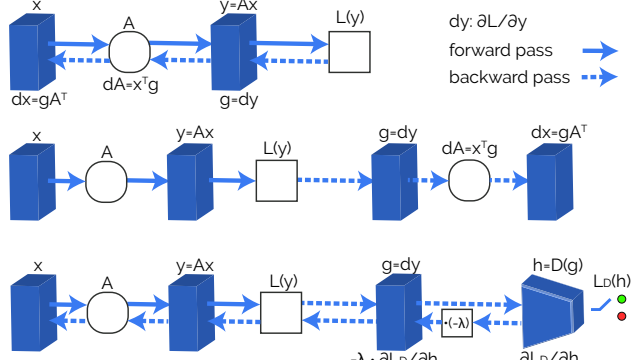 x
A
y=Ax
L(y)
dx=gAᵀ
dA=xᵀg
g=dy
dy: ∂L/∂y
forward pass
backward pass
x
A
y=Ax
L(y)
g=dy
dA=xᵀg
dx=gAᵀ
x
A
y=Ax
L(y)
g=dy
·(-λ)
h=D(g)
L_D(h)
-λ · ∂L_D/∂h
∂L_D/∂h